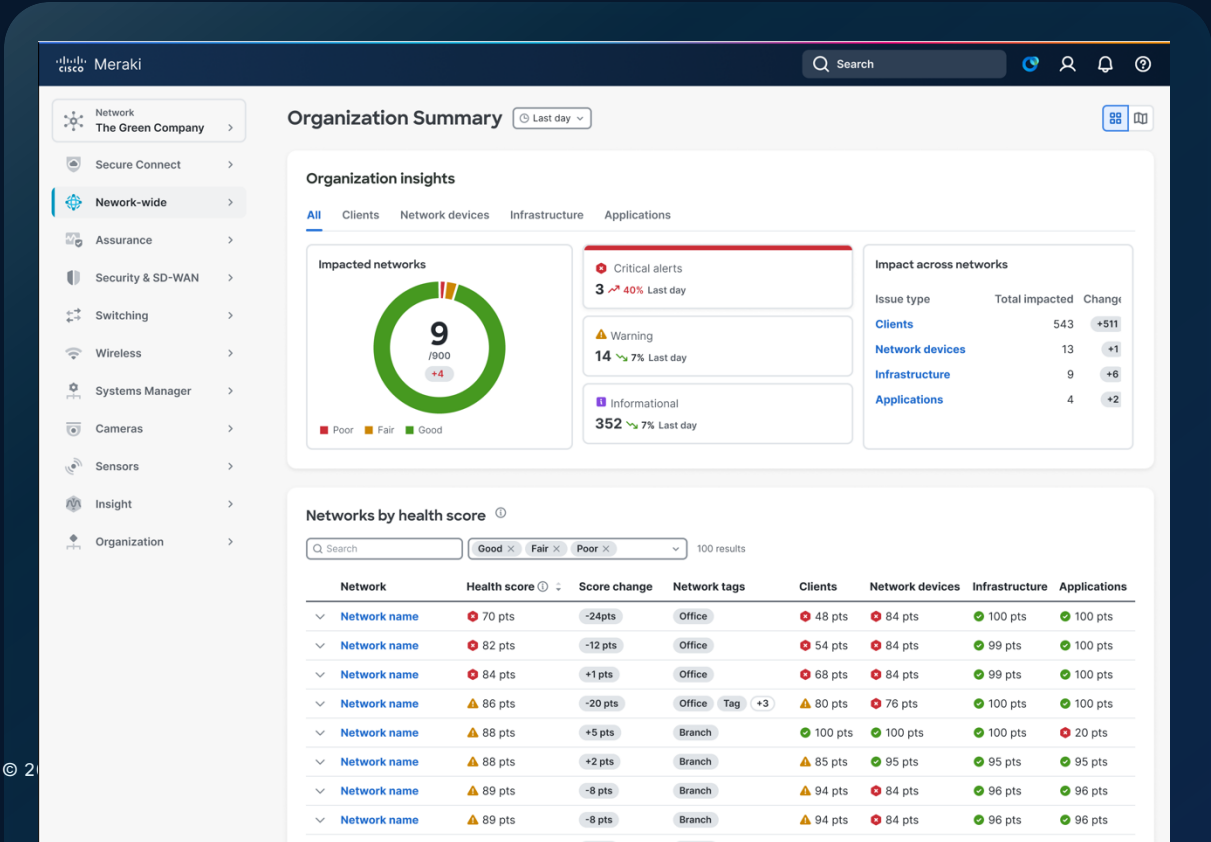 cisco Meraki
Search
Network
The Green Company
Secure Connect
Nework-wide
Assurance
Security & SD-WAN
Switching
Wireless
Systems Manager
Cameras
Sensors
Insight
Organization
Organization Summary Last day
Organization insights
All Clients Network devices Infrastructure Applications
Impacted networks
9
/900
+4
Poor Fair Good
Critical alerts
3 40% Last day
Warning
14 7% Last day
Informational
352 7% Last day
Impact across networks
Issue type Total impacted Change
Clients 543 +511
Network devices 13 +1
Infrastructure 9 +6
Applications 4 +2
Networks by health score
Search Good Fair Poor 100 results
Network Health score Score change Network tags Clients Network devices Infrastructure Applications
Network name 70 pts -24pts Office 48 pts 84 pts 100 pts 100 pts
Network name 82 pts -12 pts Office 54 pts 84 pts 99 pts 100 pts
Network name 84 pts +1 pts Office 68 pts 84 pts 99 pts 100 pts
Network name 86 pts -20 pts Office Tag +3 80 pts 76 pts 100 pts 100 pts
Network name 88 pts +5 pts Branch 100 pts 100 pts 100 pts 20 pts
Network name 88 pts +2 pts Branch 85 pts 95 pts 95 pts 95 pts
Network name 89 pts -8 pts Branch 94 pts 84 pts 96 pts 96 pts
Network name 89 pts -8 pts Branch 94 pts 84 pts 96 pts 96 pts
©